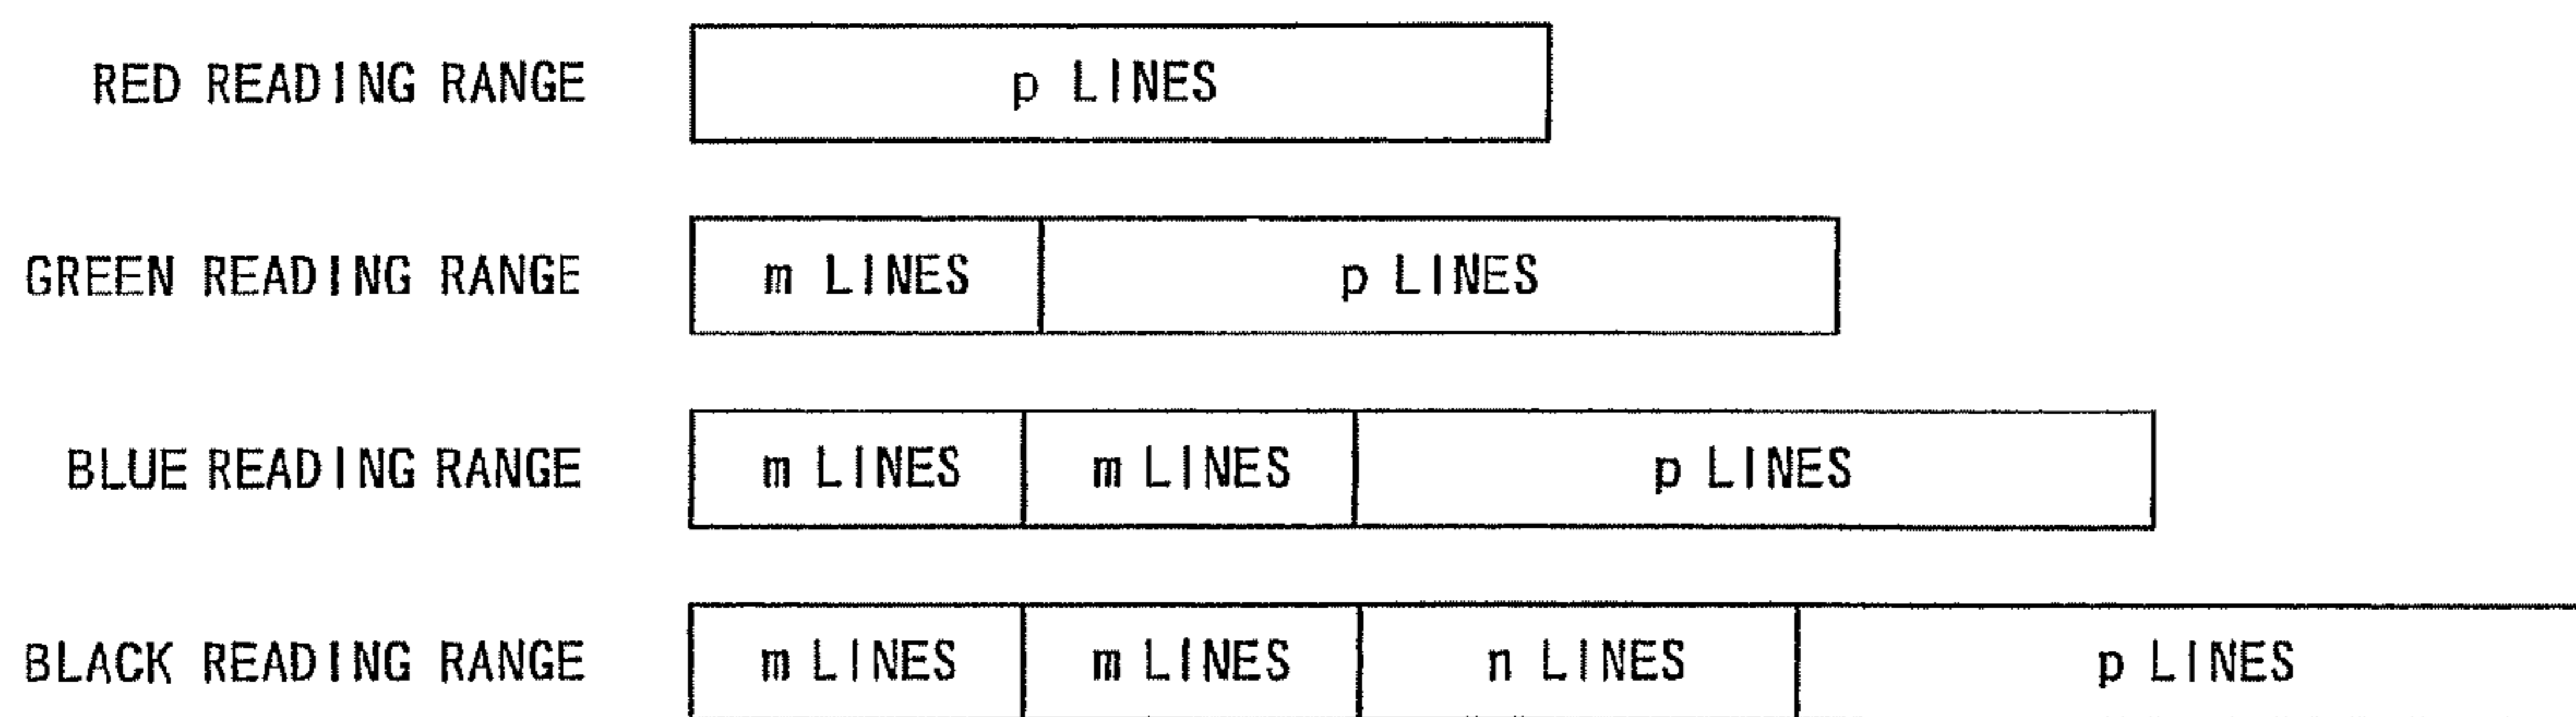 RED READING RANGE p LINES
GREEN READING RANGE m LINES p LINES
BLUE READING RANGE m LINES m LINES p LINES
BLACK READING RANGE m LINES m LINES n LINES p LINES